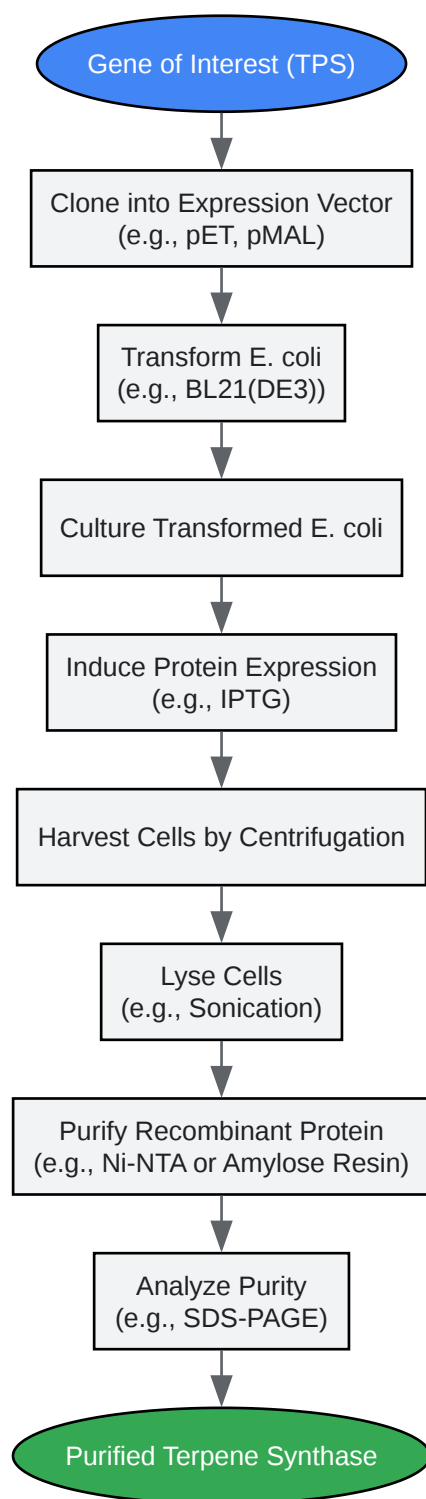 Gene of Interest (TPS)
Clone into Expression Vector
(e.g., pET, pMAL)
Transform E. coli
(e.g., BL21(DE3))
Culture Transformed E. coli
Induce Protein Expression
(e.g., IPTG)
Harvest Cells by Centrifugation
Lyse Cells
(e.g., Sonication)
Purify Recombinant Protein
(e.g., Ni-NTA or Amylose Resin)
Analyze Purity
(e.g., SDS-PAGE)
Purified Terpene Synthase